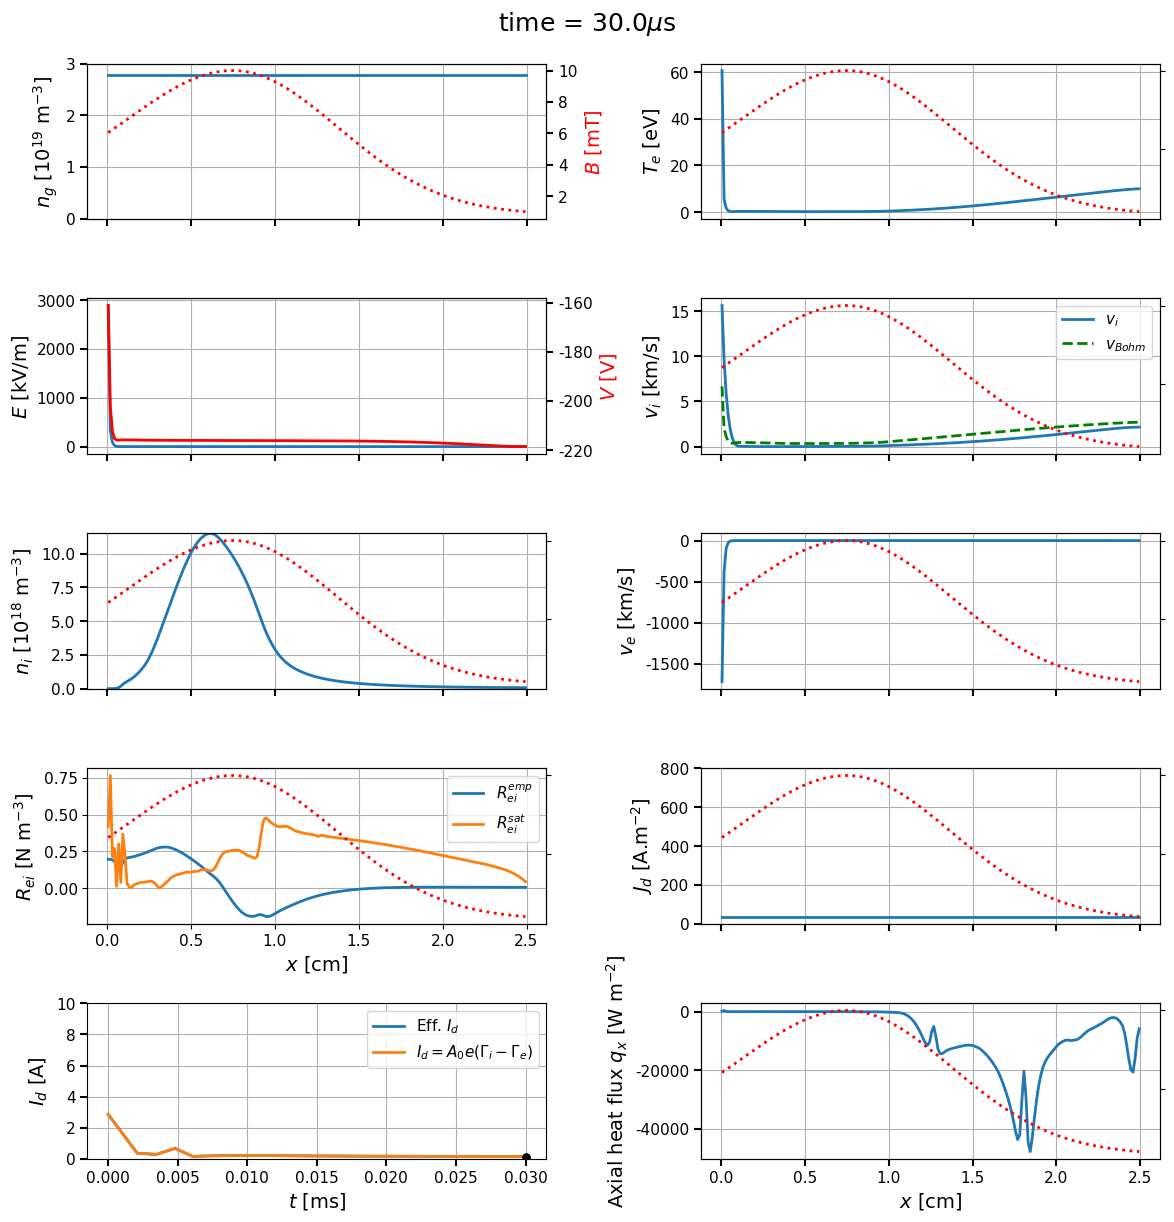 time = 30.0μs
n_g [10^19 m^−3]
3
2
1
0
10
8
6
4
2
B [mT]
T_e [eV]
60
40
20
0
E [kV/m]
3000
2000
1000
0
-160
-180
-200
-220
V [V]
v_i [km/s]
15
10
5
0
v_i
v_Bohm
n_i [10^18 m^−3]
10.0
7.5
5.0
2.5
0.0
v_e [km/s]
0
-500
-1000
-1500
R_ei [N m^−3]
0.75
0.50
0.25
0.00
R_ei^emp
R_ei^sat
0.0 0.5 1.0 1.5 2.0 2.5
x [cm]
J_d [A.m^−2]
800
600
400
200
0
I_d [A]
10
8
6
4
2
0
Eff. I_d
I_d = A_0e(Γ_i − Γ_e)
0.000 0.005 0.010 0.015 0.020 0.025 0.030
t [ms]
Axial heat flux q_x [W m^−2]
0
-20000
-40000
0.0 0.5 1.0 1.5 2.0 2.5
x [cm]